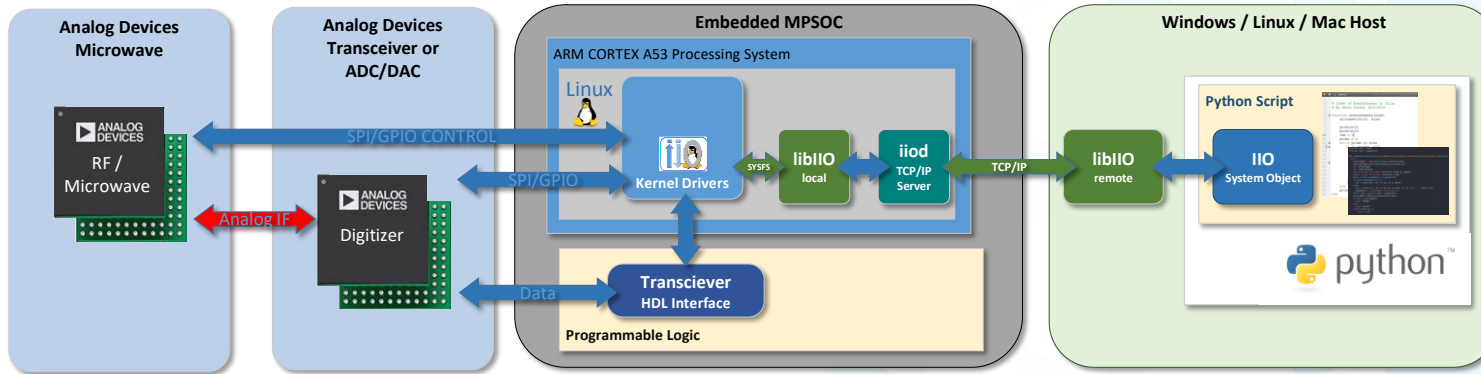 Analog Devices
Microwave
ANALOG
DEVICES
RF /
Microwave
Analog Devices
Transceiver or
ADC/DAC
ANALOG
DEVICES
Digitizer
SPI/GPIO CONTROL
SPI/GPIO
Analog IF
Data
Embedded MPSOC
ARM CORTEX A53 Processing System
Linux
iio
Kernel Drivers
SYSFS
libIIO
local
iiod
TCP/IP
Server
Transciever
HDL Interface
Programmable Logic
TCP/IP
Windows / Linux / Mac Host
libIIO
remote
Python Script
IIO
System Object
python™